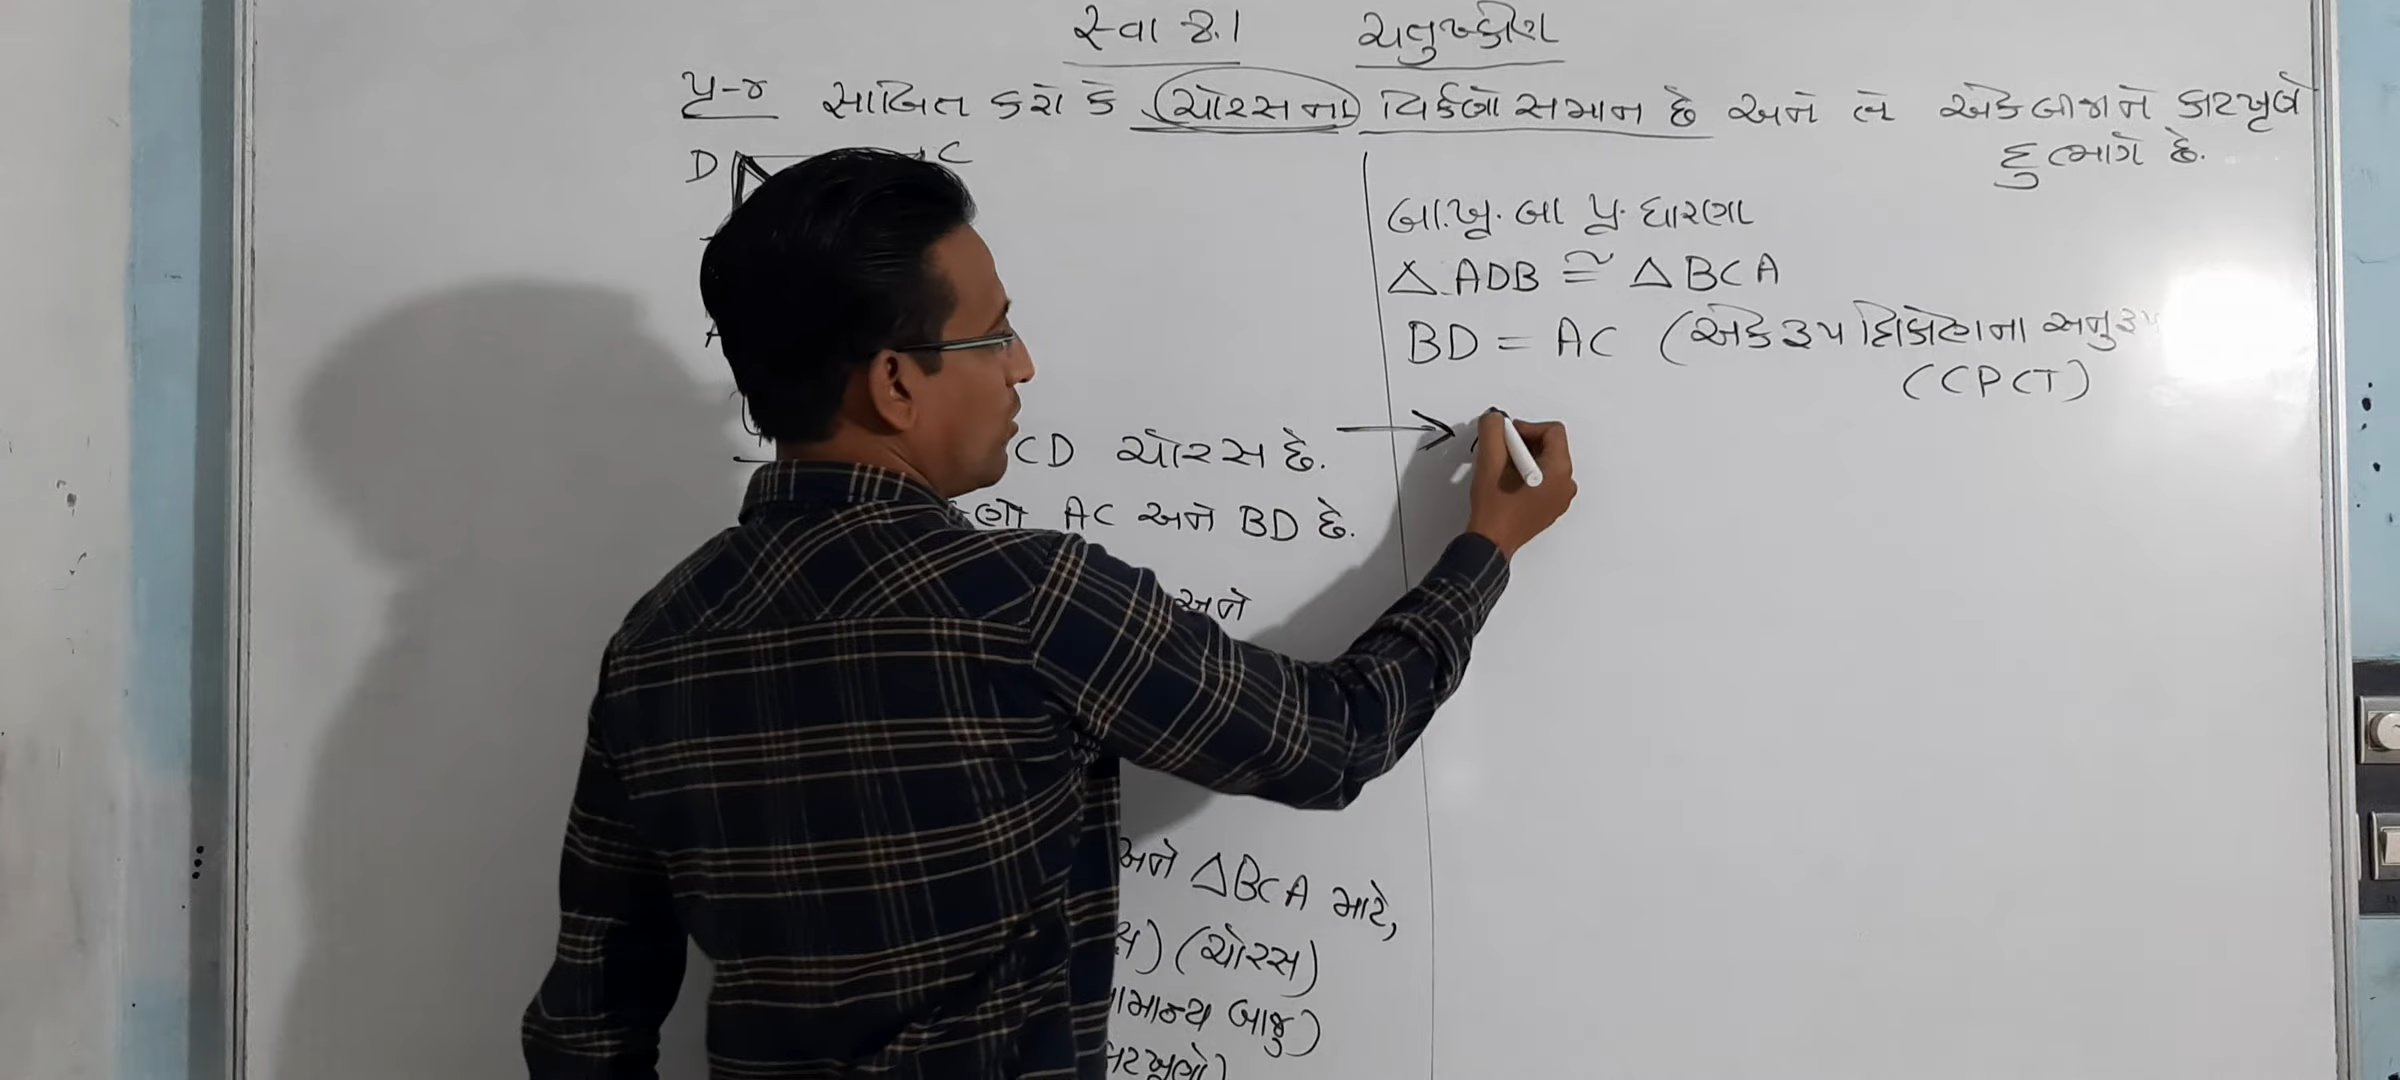 સ્વા ૮.1 ચતુષ્કોણ
પ્ર-૪ સાબિત કરો કે ચોરસના વિકર્ણો સમાન છે અને તે એકબીજાને કાટખૂણે
દુભાગે છે.
D C
A
CD ચોરસ છે.
AC અને BD છે.
અને
અને △BCA માટે,
(ચોરસ)
બાજુ)
બા.ખૂ. બા પૂ. ધારણા
△ ADB ≅ △ BCA
BD = AC (એકરૂપ ત્રિકોણના
(CPCT)